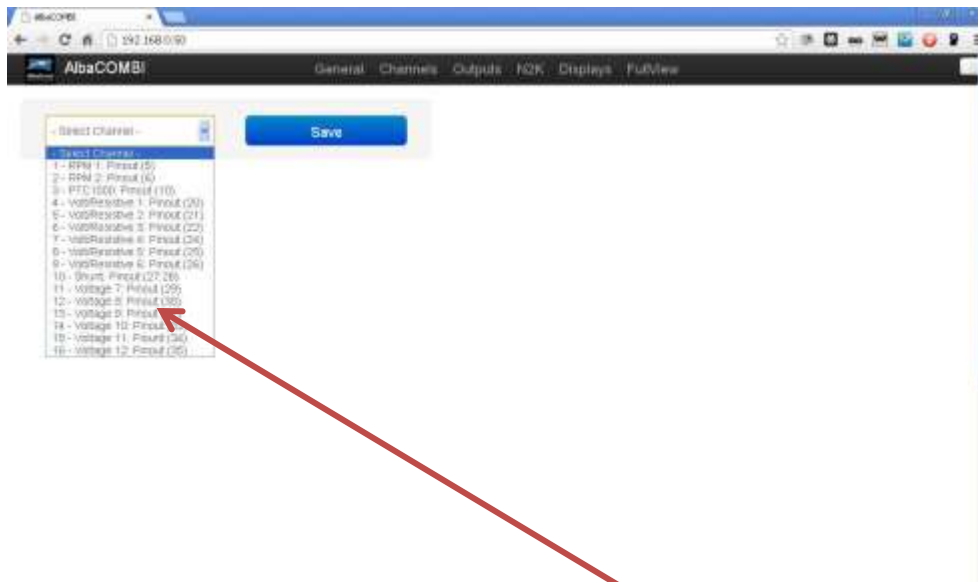 AlbaCOMBI
192.168.0.90
AlbaCOMBI General Channels Outputs N2K Displays FullView
- Select Channel - Save
- Select Channel -
1 - RPM 1: Pinout (5)
2 - RPM 2: Pinout (6)
3 - PTC1000: Pinout (10)
4 - Volt/Resistive 1: Pinout (20)
5 - Volt/Resistive 2: Pinout (21)
6 - Volt/Resistive 3: Pinout (22)
7 - Volt/Resistive 4: Pinout (24)
8 - Volt/Resistive 5: Pinout (25)
9 - Volt/Resistive 6: Pinout (26)
10 - Shunt: Pinout (27,28)
11 - Voltage 7: Pinout (29)
12 - Voltage 8: Pinout (30)
13 - Voltage 9: Pinout
14 - Voltage 10: Pinout
15 - Voltage 11: Pinout (34)
16 - Voltage 12: Pinout (35)